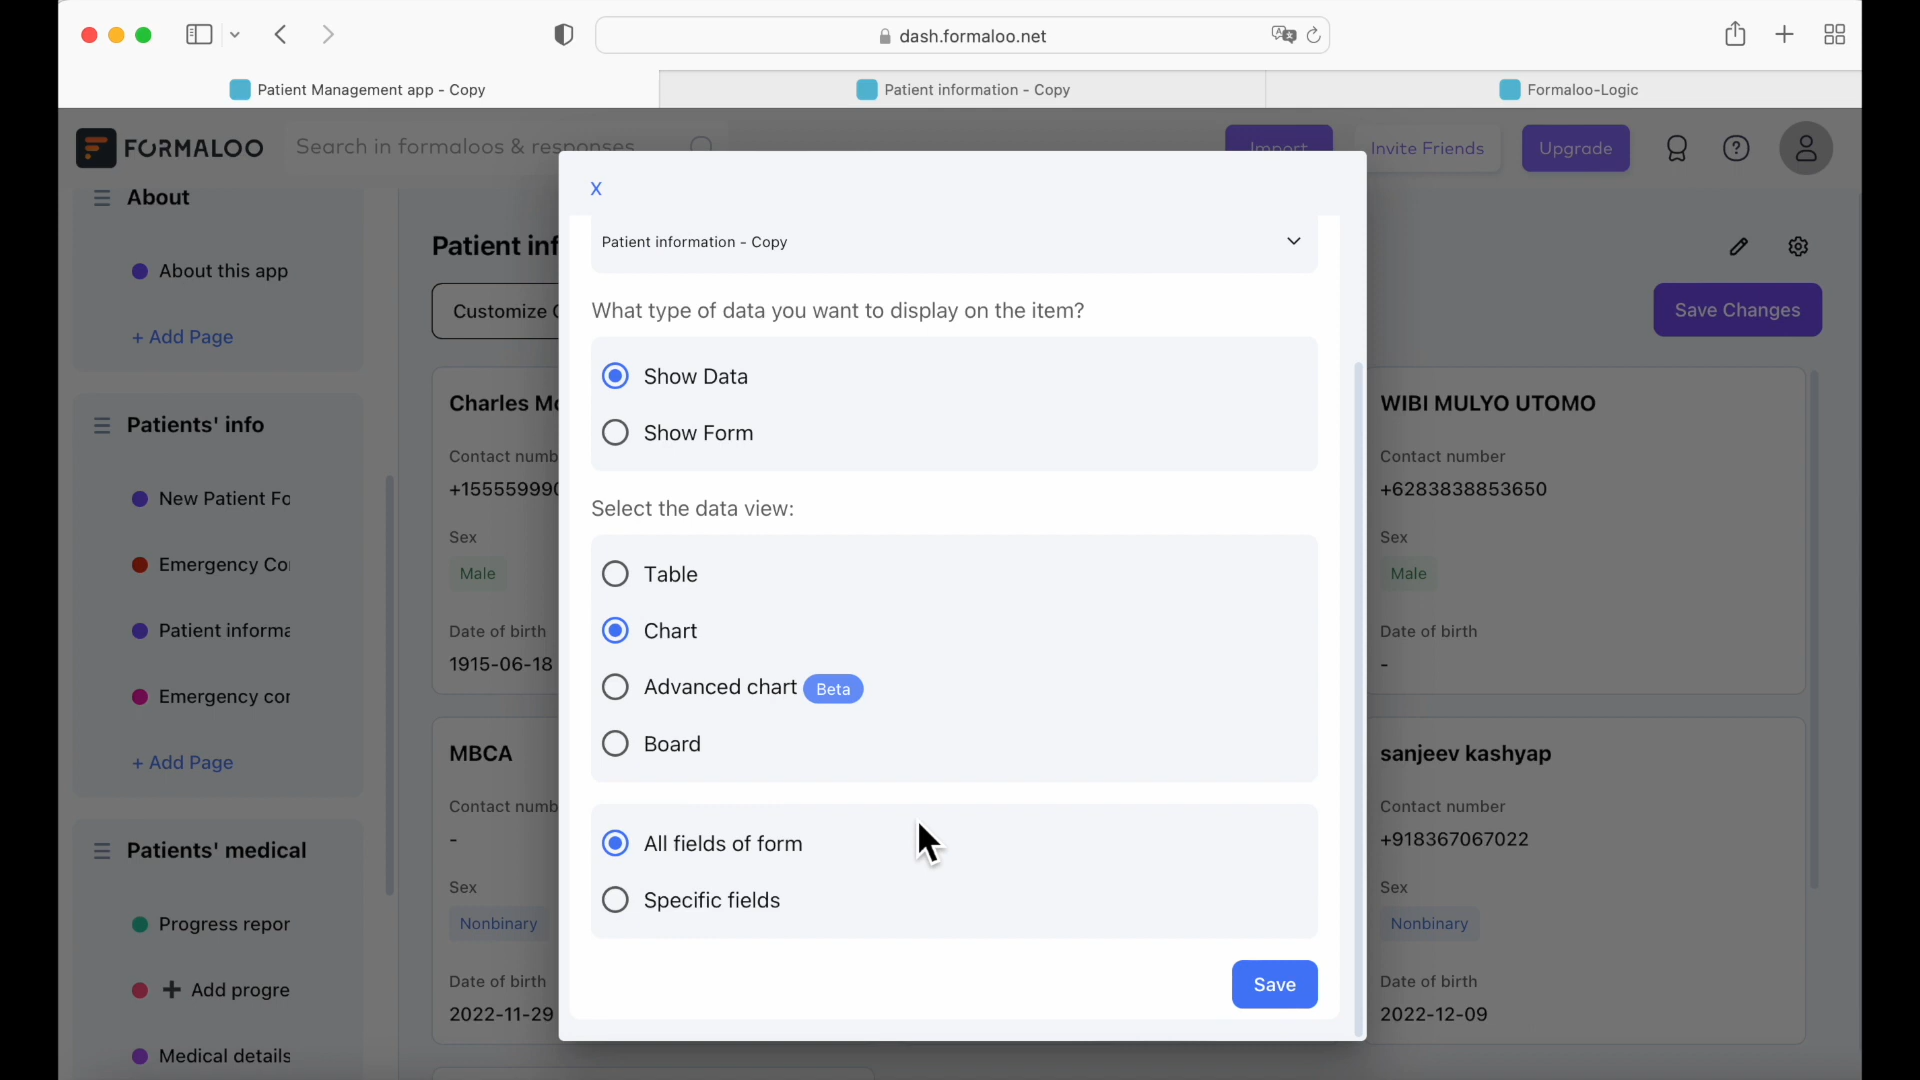 dash.formaloo.net
Patient Management app - Copy
Patient information - Copy
Formaloo-Logic
FORMALOO
Search in formaloos & responses
Import
Invite Friends
Upgrade
?
About
About this app
+ Add Page
Patients' info
New Patient Fo
Emergency Co
Patient informa
Emergency cor
+ Add Page
Patients' medical
Progress repor
+ Add progre
Medical details
Patient inf
Customize
Save Changes
Charles Mc
Contact numb
+1555599900
Sex
Male
Date of birth
1915-06-18
MBCA
Contact numb
-
Sex
Nonbinary
Date of birth
2022-11-29
X
Patient information - Copy
What type of data you want to display on the item?
Show Data
Show Form
Select the data view:
Table
Chart
Advanced chart Beta
Board
All fields of form
Specific fields
Save
WIBI MULYO UTOMO
Contact number
+6283838853650
Sex
Male
Date of birth
-
sanjeev kashyap
Contact number
+918367067022
Sex
Nonbinary
Date of birth
2022-12-09